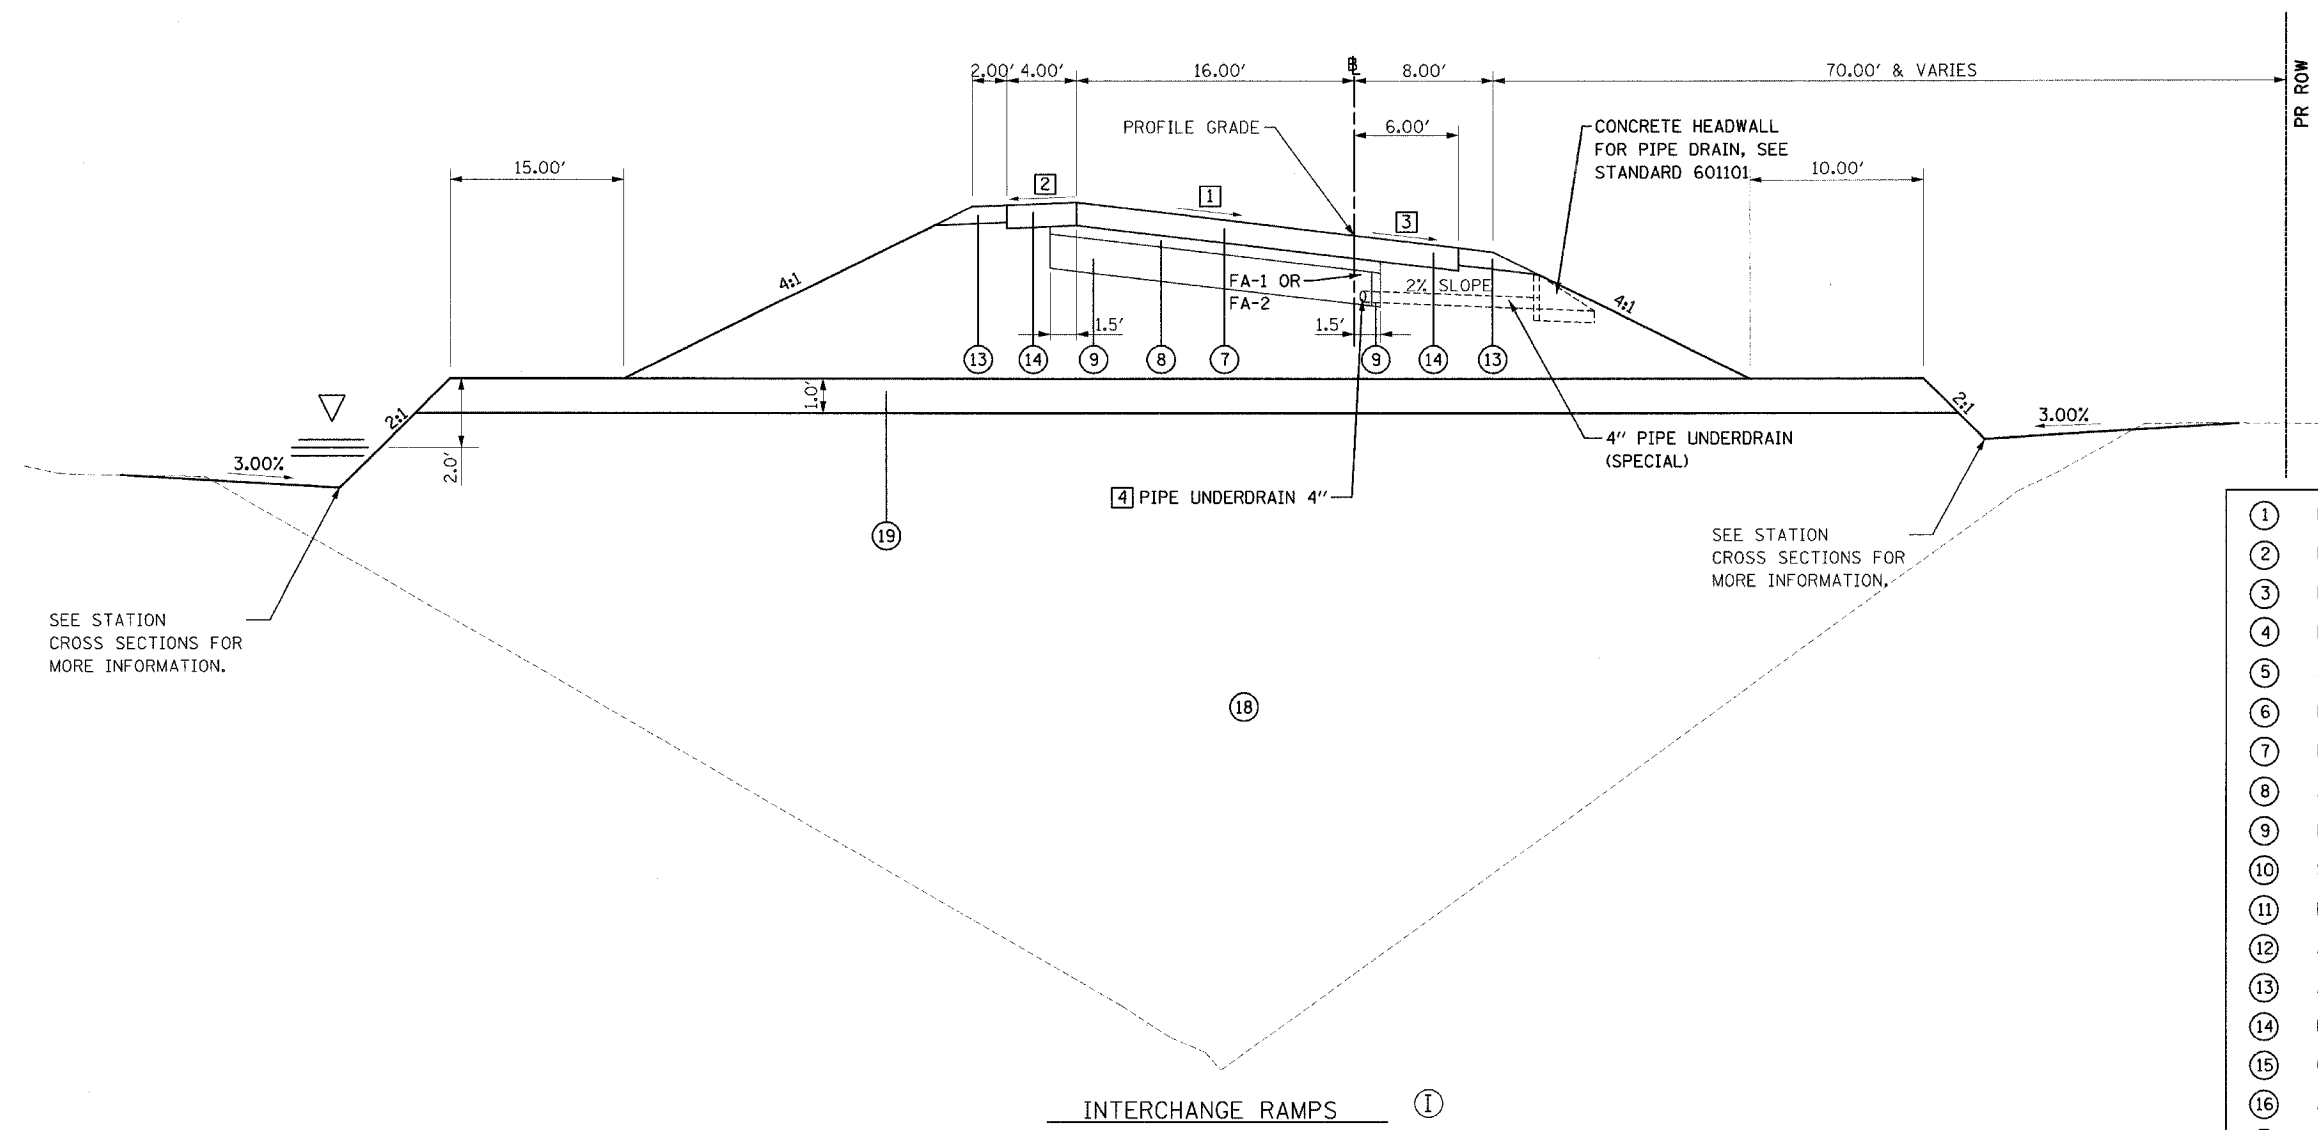 2.00' 4.00' 16.00' 8.00' 70.00' & VARIES
PR ROW
PROFILE GRADE
6.00'
CONCRETE HEADWALL
FOR PIPE DRAIN, SEE
STANDARD 601101
15.00'
10.00'
2
1
3
4:1
FA-1 OR
FA-2
2% SLOPE
4:1
1.5'
1.5'
13 14 9 8 7 9 14 13
1.0'
2:1
2:1
3.00%
2.0'
3.00%
4" PIPE UNDERDRAIN
(SPECIAL)
4 PIPE UNDERDRAIN 4"
19
SEE STATION
CROSS SECTIONS FOR
MORE INFORMATION.
SEE STATION
CROSS SECTIONS FOR
MORE INFORMATION.
18
1
2
3
4
5
6
7
8
9
10
11
12
13
14
15
16
INTERCHANGE RAMPS I